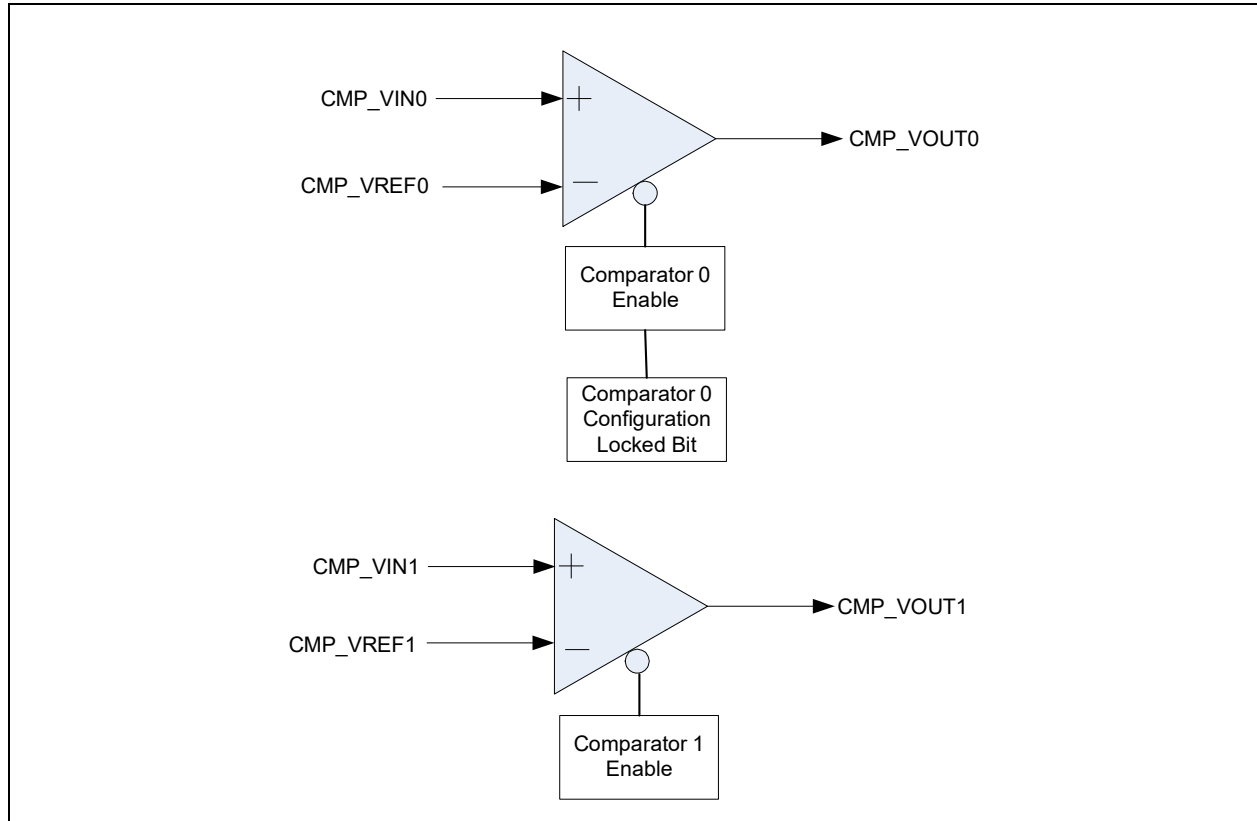 CMP_VIN0
+
CMP_VOUT0
CMP_VREF0
−
Comparator 0
Enable
Comparator 0
Configuration
Locked Bit
CMP_VIN1
+
CMP_VOUT1
CMP_VREF1
−
Comparator 1
Enable